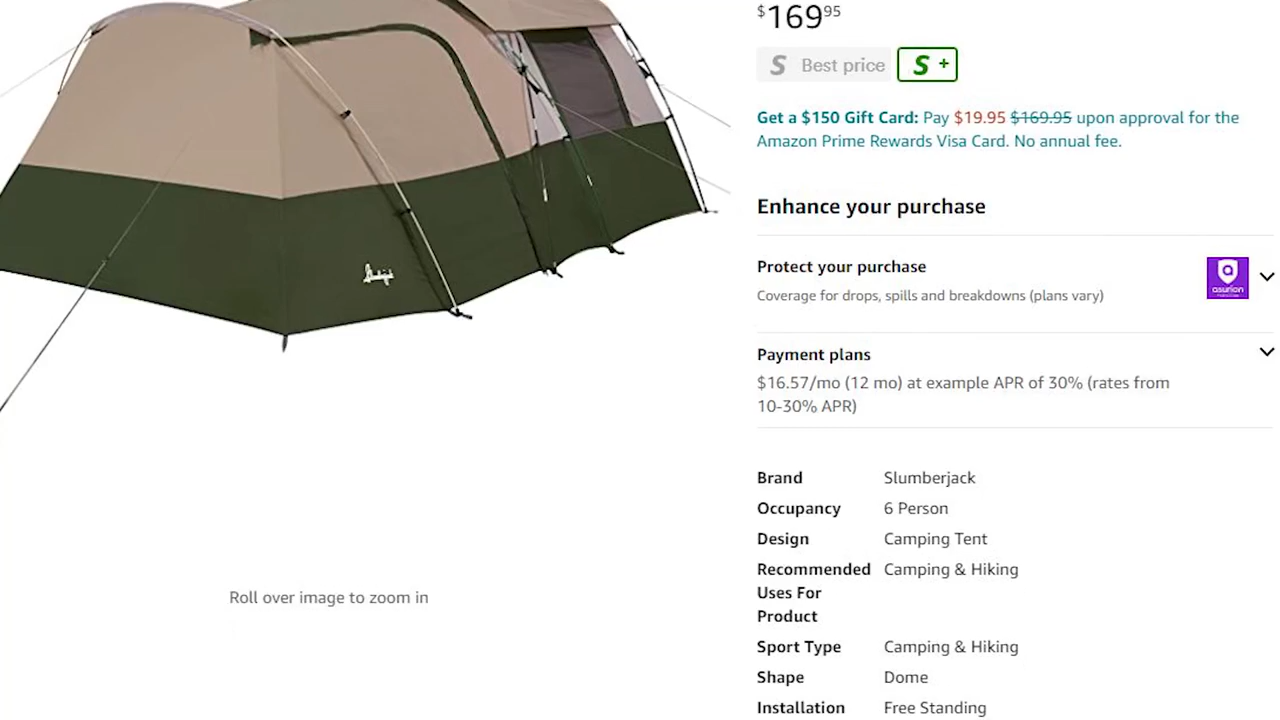 $169.95
S Best price S +
Get a $150 Gift Card: Pay $19.95 $169.95 upon approval for the
Amazon Prime Rewards Visa Card. No annual fee.
Enhance your purchase
Protect your purchase
Coverage for drops, spills and breakdowns (plans vary)
asurion
Payment plans
$16.57/mo (12 mo) at example APR of 30% (rates from
10-30% APR)
Brand Slumberjack
Occupancy 6 Person
Design Camping Tent
Recommended Camping & Hiking
Uses For
Product
Sport Type Camping & Hiking
Shape Dome
Installation Free Standing
Roll over image to zoom in